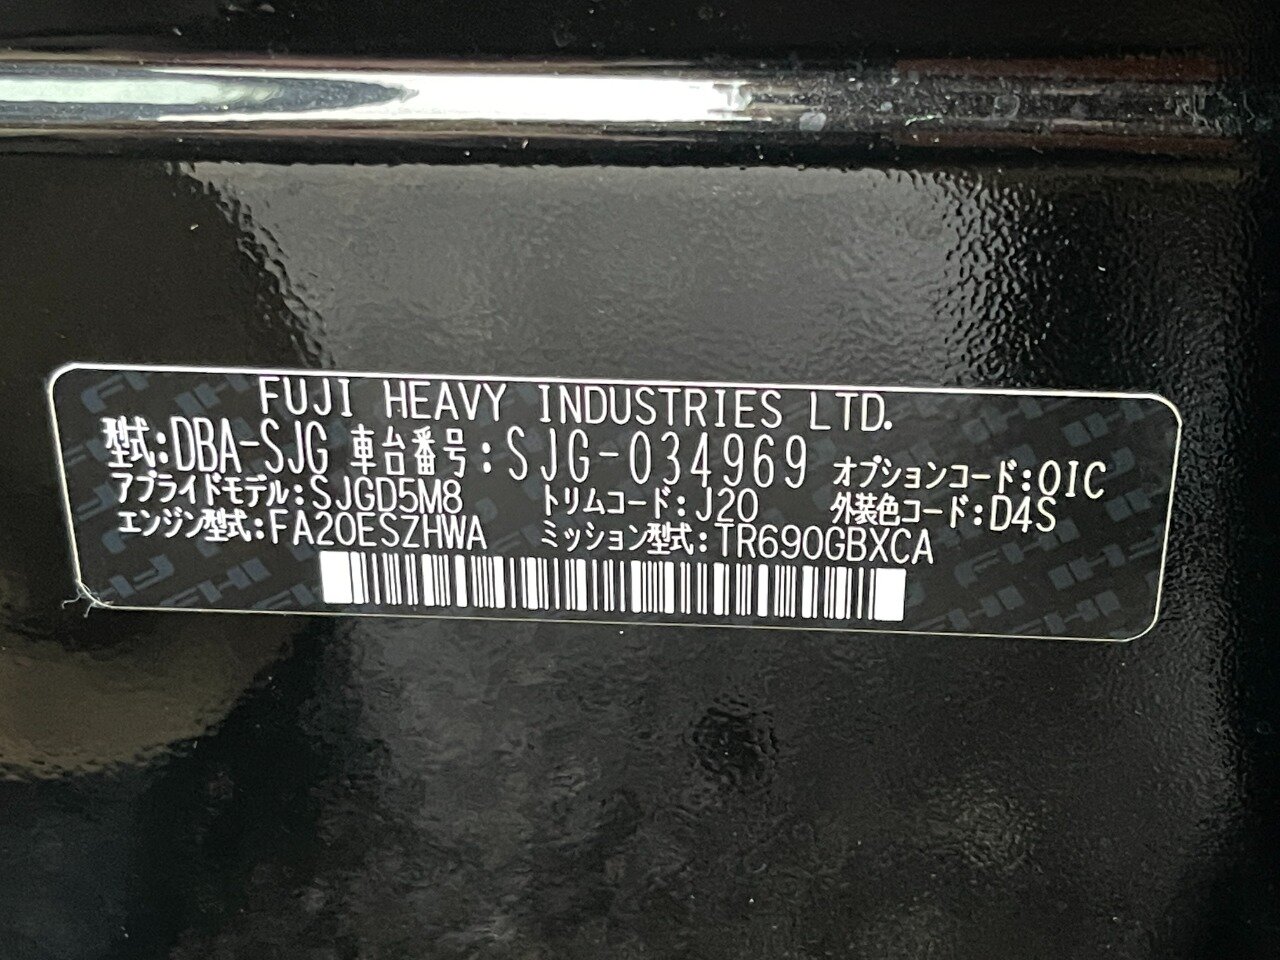 FUJI HEAVY INDUSTRIES LTD.
型式:DBA-SJG 車台番号:SJG-034969 オプションコード:OIC
アプライドモデル:SJGD5M8 トリムコード:J20 外装色コード:D4S
エンジン型式:FA20ESZHWA ミッション型式:TR690GBXCA